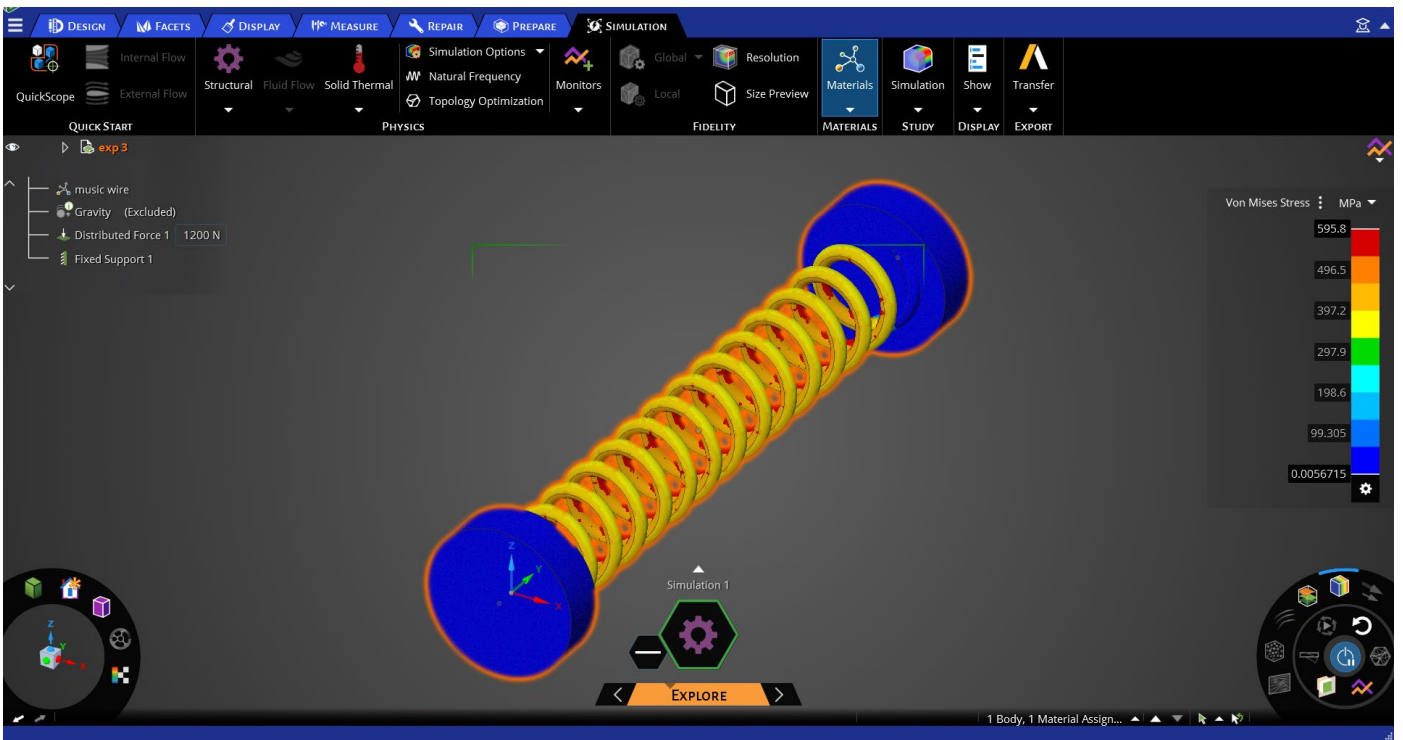 DESIGN FACETS DISPLAY MEASURE REPAIR PREPARE SIMULATION
QuickScope
Internal Flow
External Flow
QUICK START
Structural Fluid Flow Solid Thermal
Simulation Options
Natural Frequency
Topology Optimization
Monitors
PHYSICS
Global
Local
Resolution
Size Preview
FIDELITY
Materials
MATERIALS
Simulation
STUDY
Show
DISPLAY
Transfer
EXPORT
exp 3
music wire
Gravity (Excluded)
Distributed Force 1 1200 N
Fixed Support 1
Von Mises Stress MPa
595.8
496.5
397.2
297.9
198.6
99.305
0.0056715
Z
Y
X
Simulation 1
EXPLORE
Z
Y
X
1 Body, 1 Material Assign...